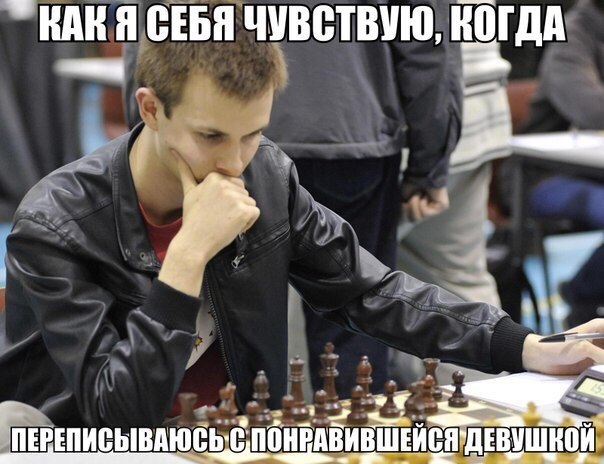 КАК Я СЕБЯ ЧУВСТВУЮ, КОГДА
ПЕРЕПИСЫВАЮСЬ С ПОНРАВИВШЕЙСЯ ДЕВУШКОЙ